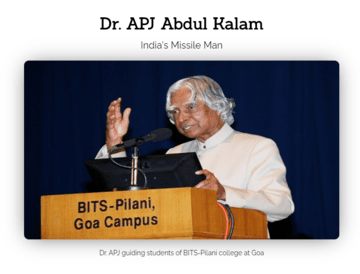 Dr. APJ Abdul Kalam
India's Missile Man
BITS-Pilani,
Goa Campus
Dr. APJ guiding students of BITS-Pilani college at Goa